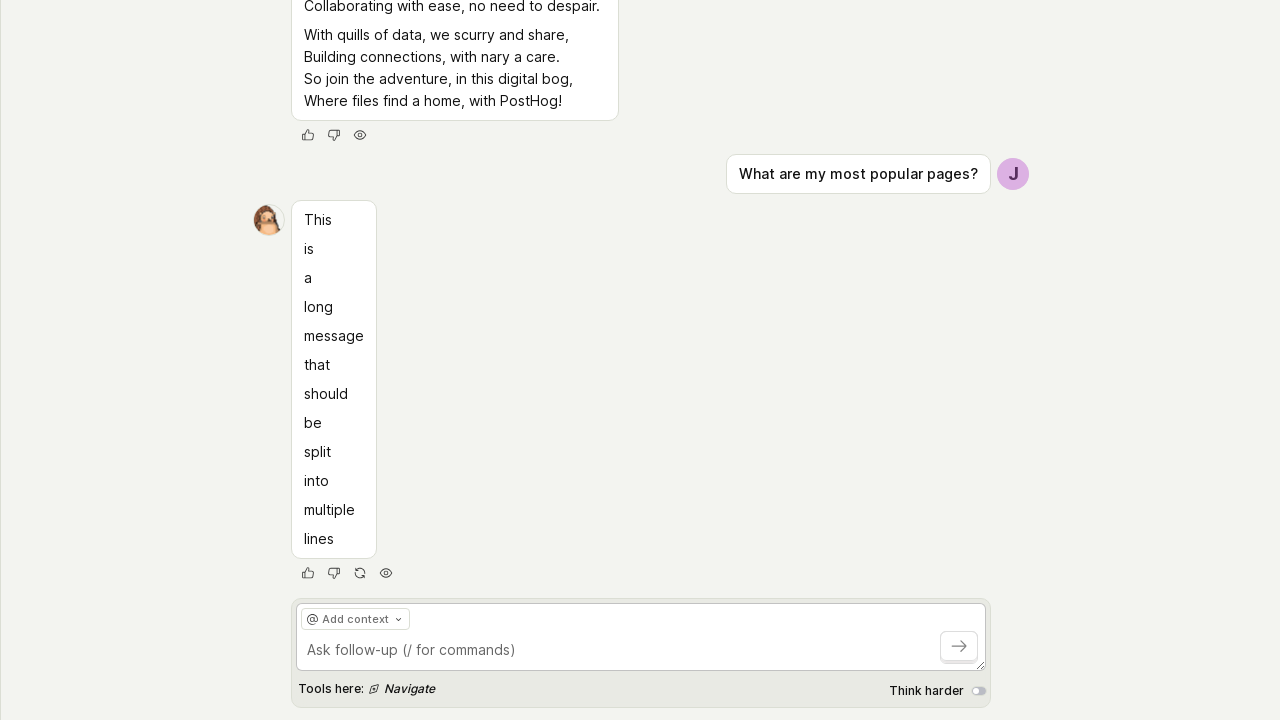 Collaborating with ease, no need to despair.
With quills of data, we scurry and share,
Building connections, with nary a care.
So join the adventure, in this digital bog,
Where files find a home, with PostHog!
What are my most popular pages?
J
This
is
a
long
message
that
should
be
split
into
multiple
lines
@ Add context
Ask follow-up (/ for commands)
Tools here: Navigate
Think harder